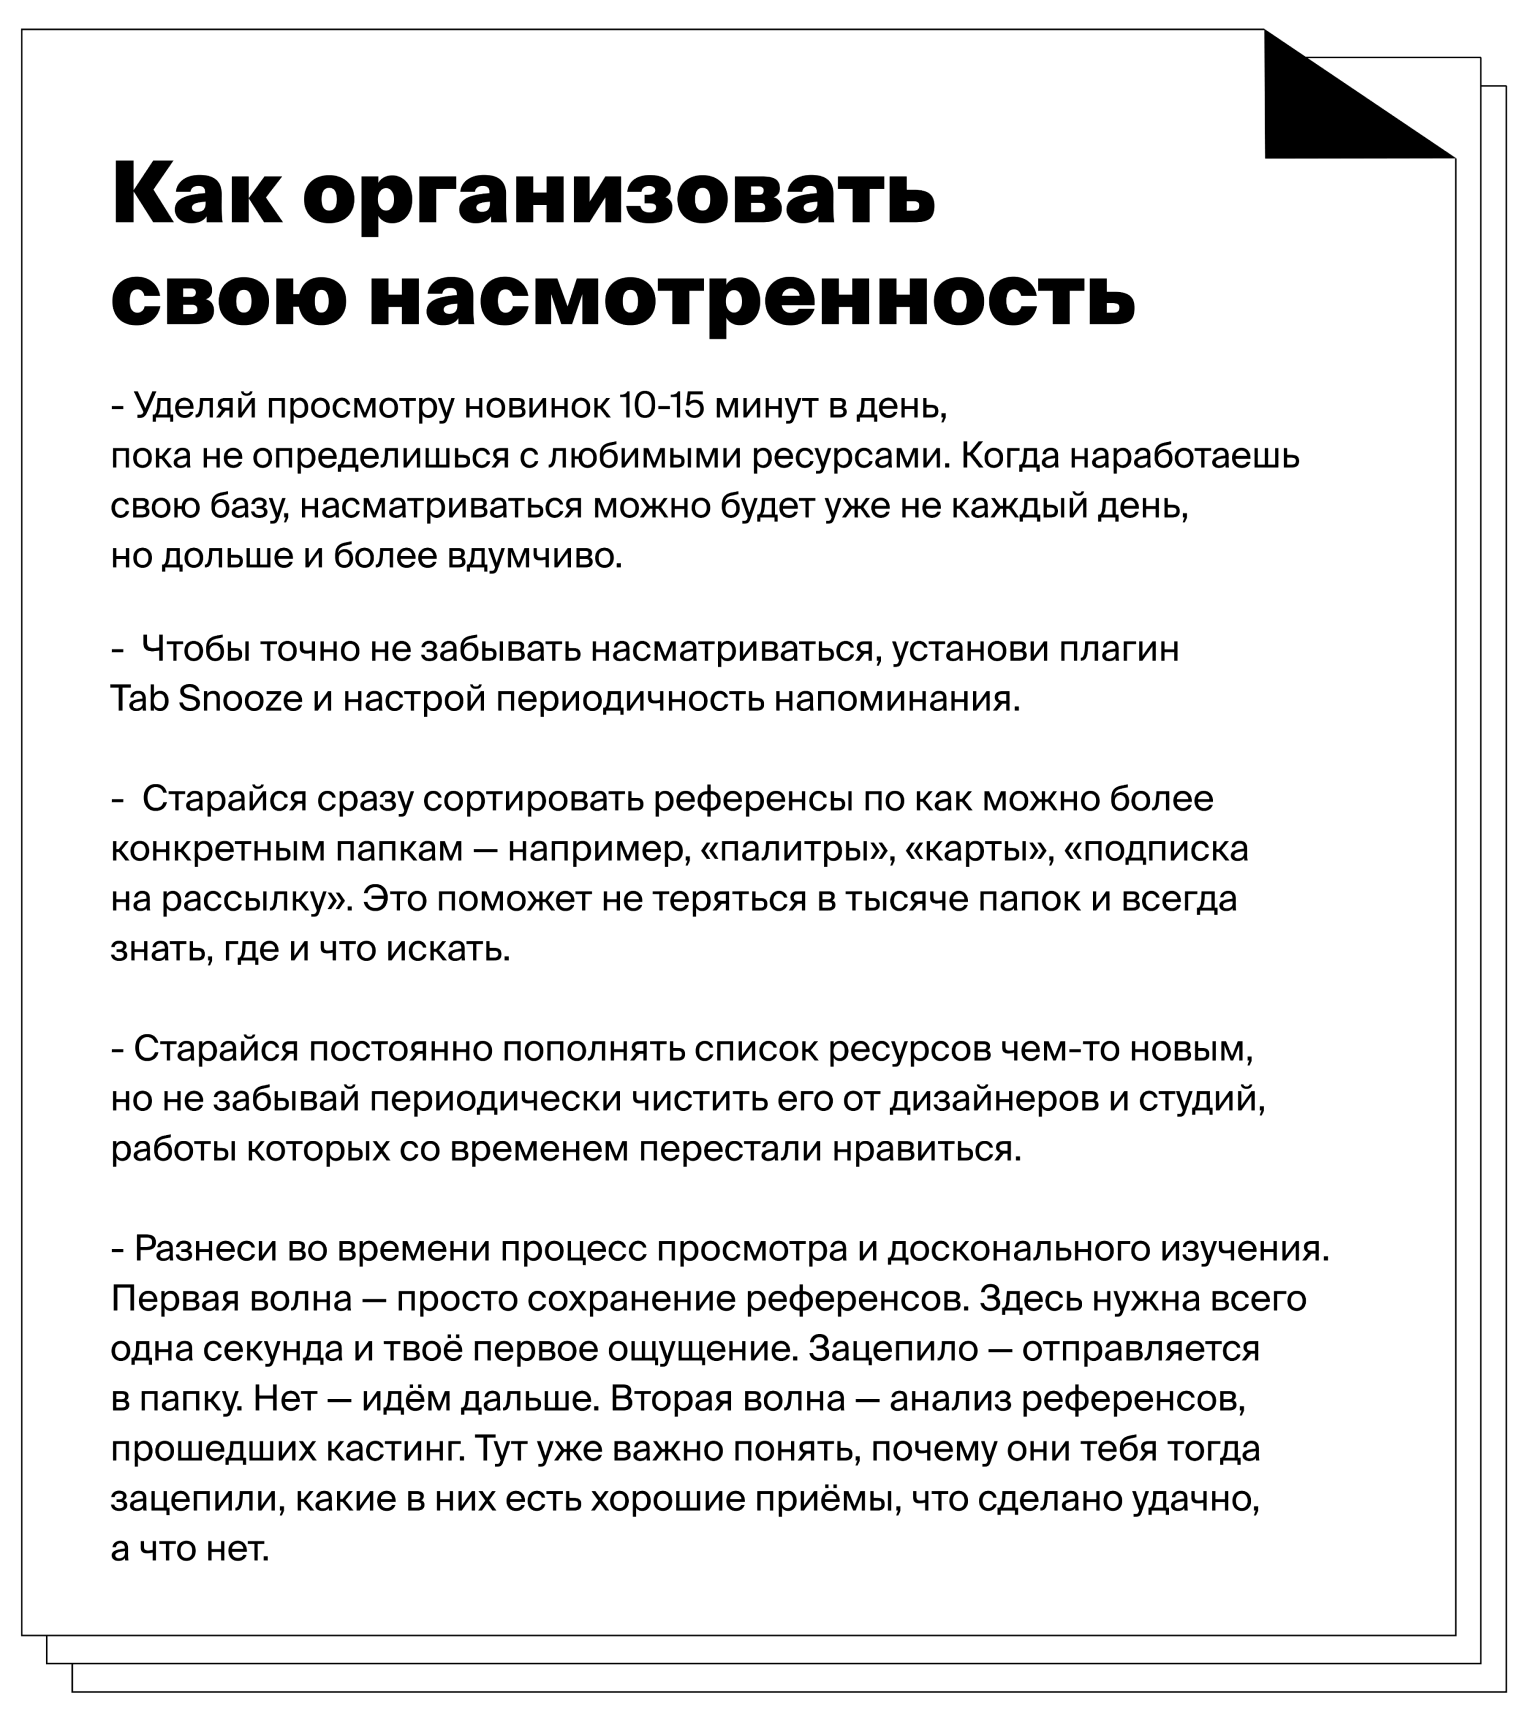 Как организовать
свою насмотренность
- Уделяй просмотру новинок 10-15 минут в день,
пока не определишься с любимыми ресурсами. Когда наработаешь
свою базу, насматриваться можно будет уже не каждый день,
но дольше и более вдумчиво.
- Чтобы точно не забывать насматриваться, установи плагин
Tab Snooze и настрой периодичность напоминания.
- Старайся сразу сортировать референсы по как можно более
конкретным папкам — например, «палитры», «карты», «подписка
на рассылку». Это поможет не теряться в тысяче папок и всегда
знать, где и что искать.
- Старайся постоянно пополнять список ресурсов чем-то новым,
но не забывай периодически чистить его от дизайнеров и студий,
работы которых со временем перестали нравиться.
- Разнеси во времени процесс просмотра и досконального изучения.
Первая волна — просто сохранение референсов. Здесь нужна всего
одна секунда и твоё первое ощущение. Зацепило — отправляется
в папку. Нет — идём дальше. Вторая волна — анализ референсов,
прошедших кастинг. Тут уже важно понять, почему они тебя тогда
зацепили, какие в них есть хорошие приёмы, что сделано удачно,
а что нет.